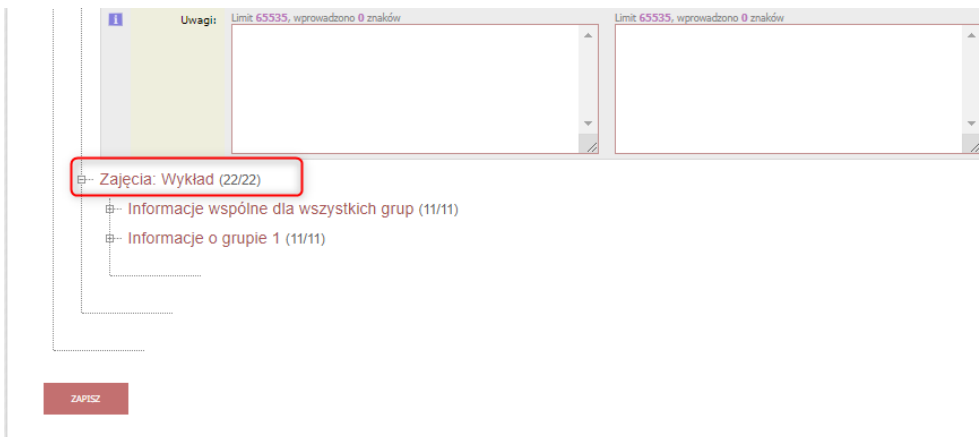 i Uwagi: Limit 65535, wprowadzono 0 znaków Limit 65535, wprowadzono 0 znaków
Zajęcia: Wykład (22/22)
Informacje wspólne dla wszystkich grup (11/11)
Informacje o grupie 1 (11/11)
ZAPISZ